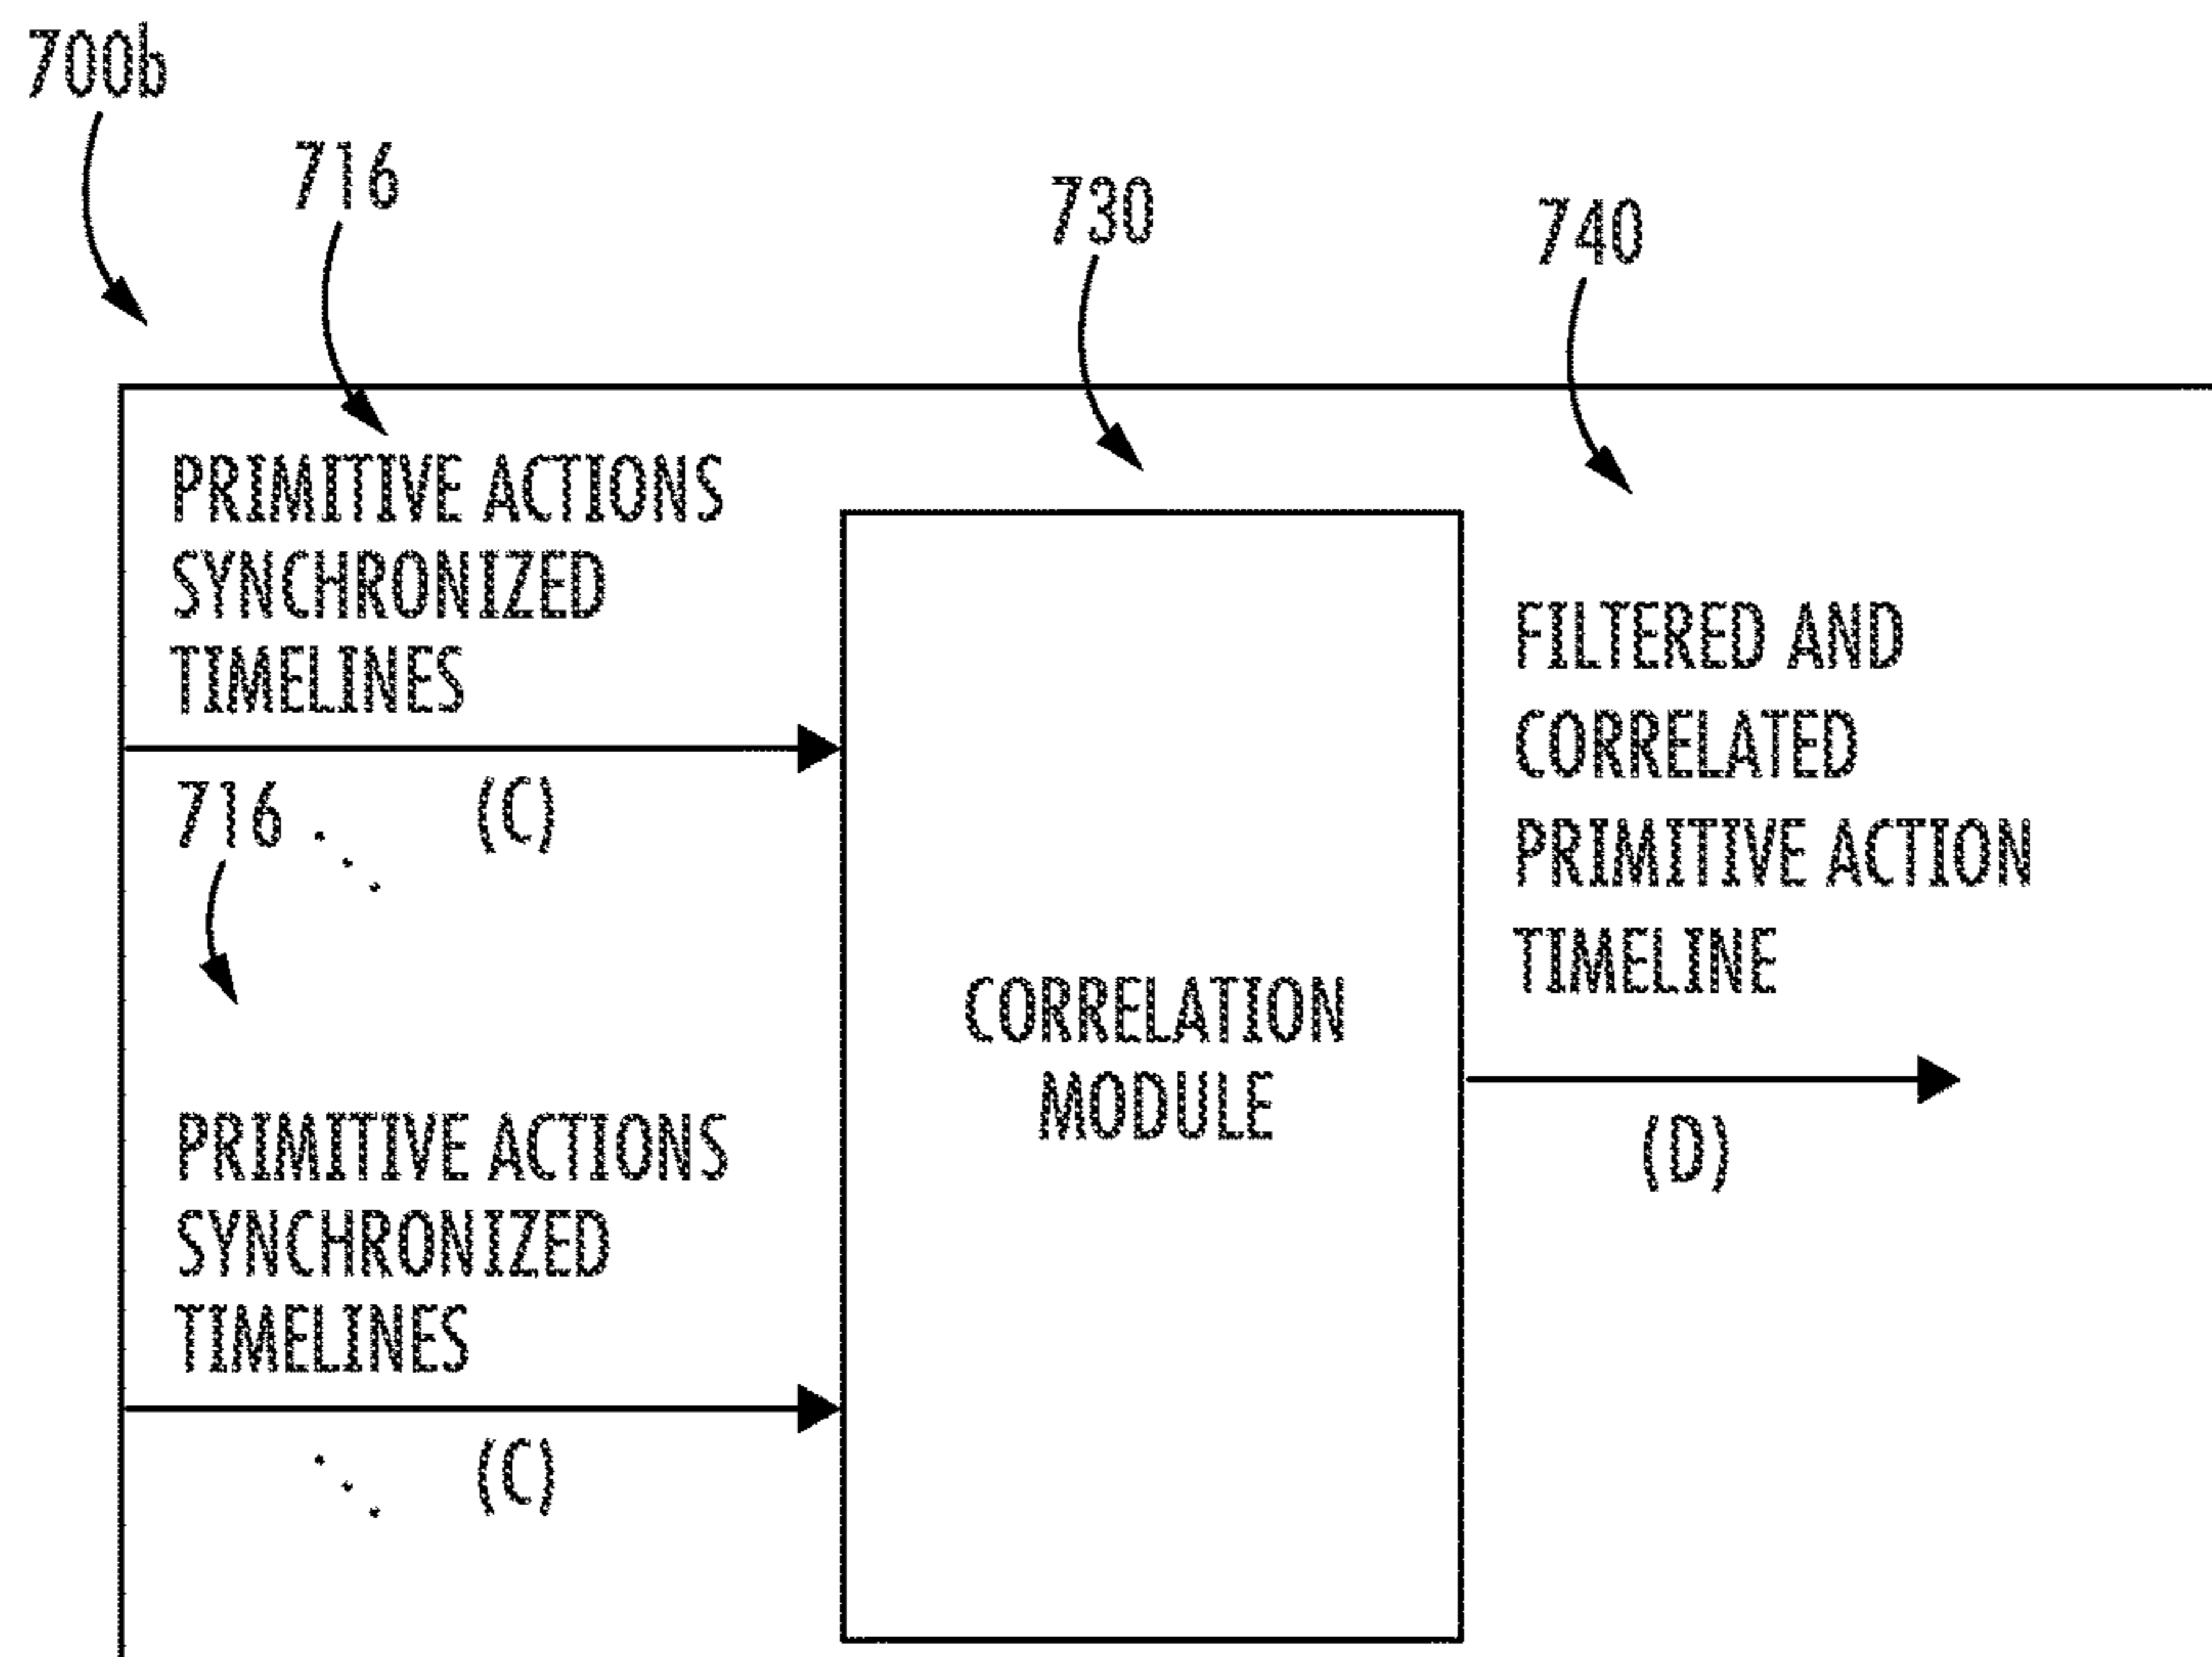 700b
716
730
740
PRIMITIVE ACTIONS
SYNCHRONIZED
TIMELINES
(C)
716
PRIMITIVE ACTIONS
SYNCHRONIZED
TIMELINES
(C)
CORRELATION
MODULE
FILTERED AND
CORRELATED
PRIMITIVE ACTION
TIMELINE
(D)